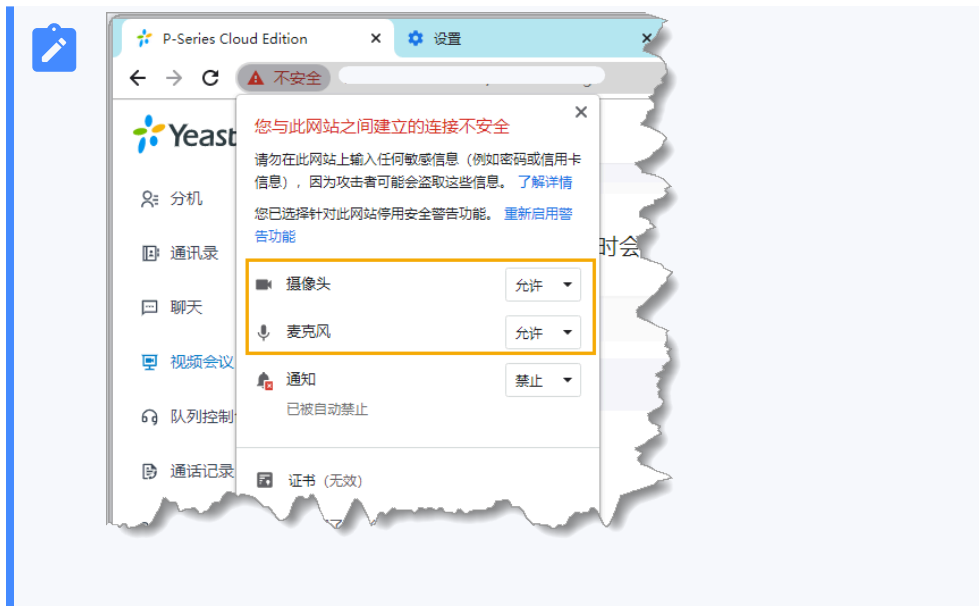 P-Series Cloud Edition
设置
不安全
Yeast
您与此网站之间建立的连接不安全
请勿在此网站上输入任何敏感信息（例如密码或信用卡
信息），因为攻击者可能会盗取这些信息。 了解详情
您已选择针对此网站停用安全警告功能。 重新启用警
告功能
分机
通讯录
时会
摄像头 允许
聊天
麦克风 允许
视频会议
通知 禁止
已被自动禁止
队列控制
通话记录
证书 (无效)